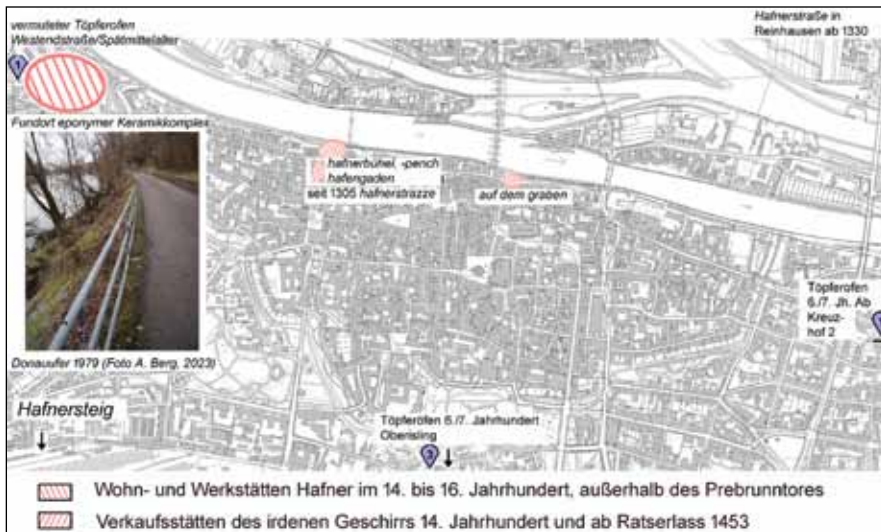 vermuteter Töpferofen
Westendstraße/Spätmittelalter
1
Fundort eponymer Keramikkomplex
Donauufer 1979 (Foto A. Berg, 2023)
Hafnerstraße in
Reinhausen ab 1330
hafnerbühel, -pench
hafengaden
seit 1305 hafnerstrazze
auf dem graben
Töpferofen
6./7. Jh. Ab
Kreuz-
hof 2
Hafnersteig
Töpferofen 6./7. Jahrhundert
Oberisling
3
Wohn- und Werkstätten Hafner im 14. bis 16. Jahrhundert, außerhalb des Prebrunntores
Verkaufsstätten des irdenen Geschirrs 14. Jahrhundert und ab Ratserlass 1453